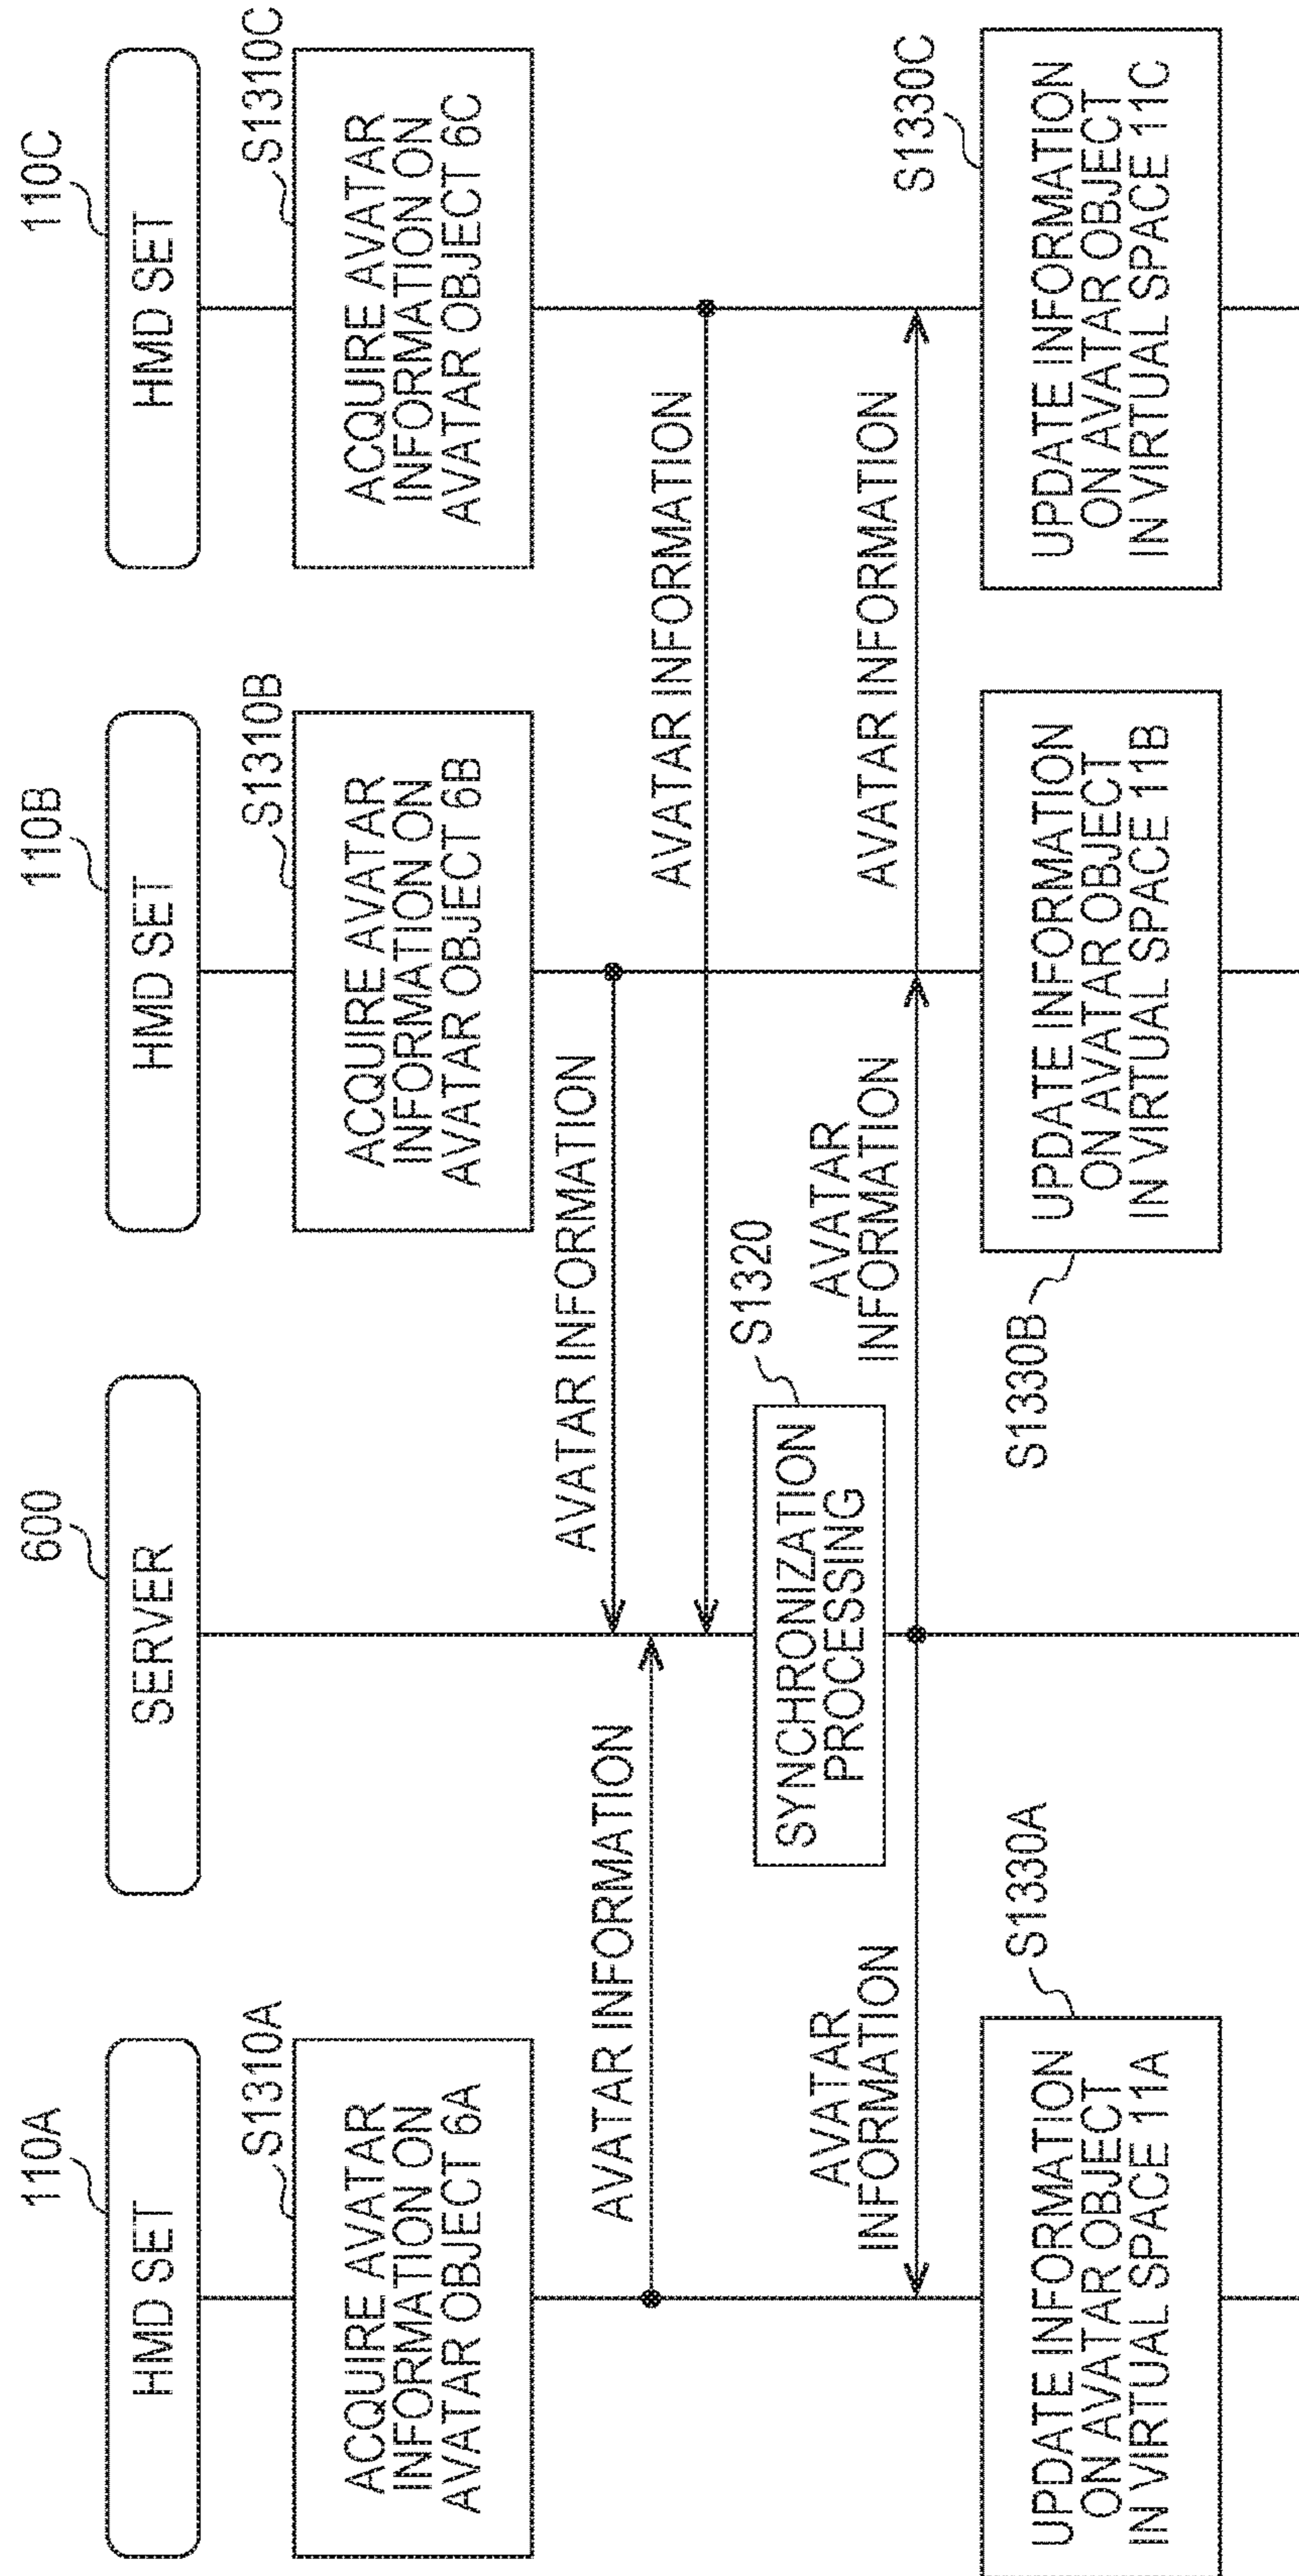 110A
600
110B
110C
HMD SET
SERVER
HMD SET
HMD SET
S1310A
S1310B
S1310C
ACQUIRE AVATAR
INFORMATION ON
AVATAR OBJECT 6A
ACQUIRE AVATAR
INFORMATION ON
AVATAR OBJECT 6B
ACQUIRE AVATAR
INFORMATION ON
AVATAR OBJECT 6C
AVATAR INFORMATION
AVATAR INFORMATION
AVATAR INFORMATION
S1320
SYNCHRONIZATION
PROCESSING
AVATAR
INFORMATION
AVATAR
INFORMATION
AVATAR INFORMATION
S1330A
S1330B
S1330C
UPDATE INFORMATION
ON AVATAR OBJECT
IN VIRTUAL SPACE 11A
UPDATE INFORMATION
ON AVATAR OBJECT
IN VIRTUAL SPACE 11B
UPDATE INFORMATION
ON AVATAR OBJECT
IN VIRTUAL SPACE 11C